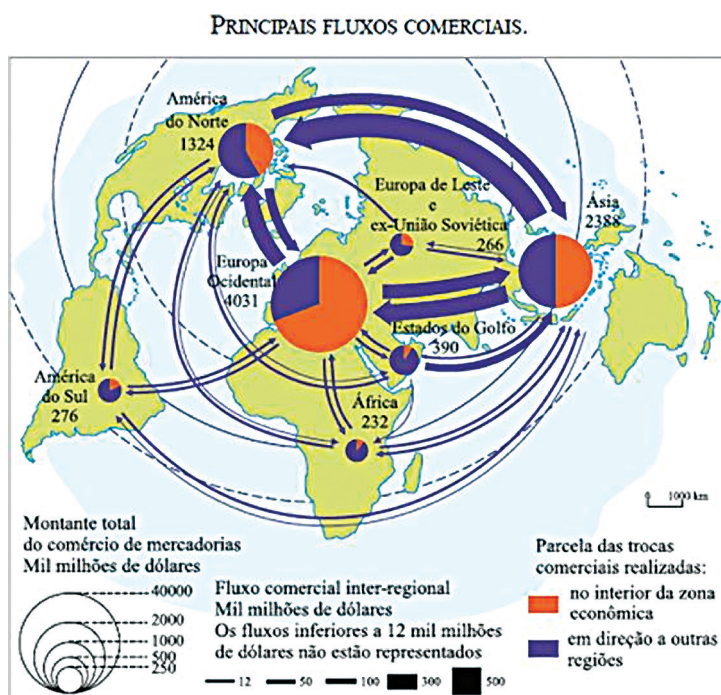 PRINCIPAIS FLUXOS COMERCIAIS.
América
do Norte
1324
Europa de Leste
e
ex-União Soviética
266
Ásia
2388
Europa
Ocidental
4031
Estados do Golfo
390
América
do Sul
276
África
232
0 1000 km
Montante total
do comércio de mercadorias
Mil milhões de dólares
40000
2000
1000
500
250
Fluxo comercial inter-regional
Mil milhões de dólares
Os fluxos inferiores a 12 mil milhões
de dólares não estão representados
12 50 100 300 500
Parcela das trocas
comerciais realizadas:
no interior da zona
econômica
em direção a outras
regiões